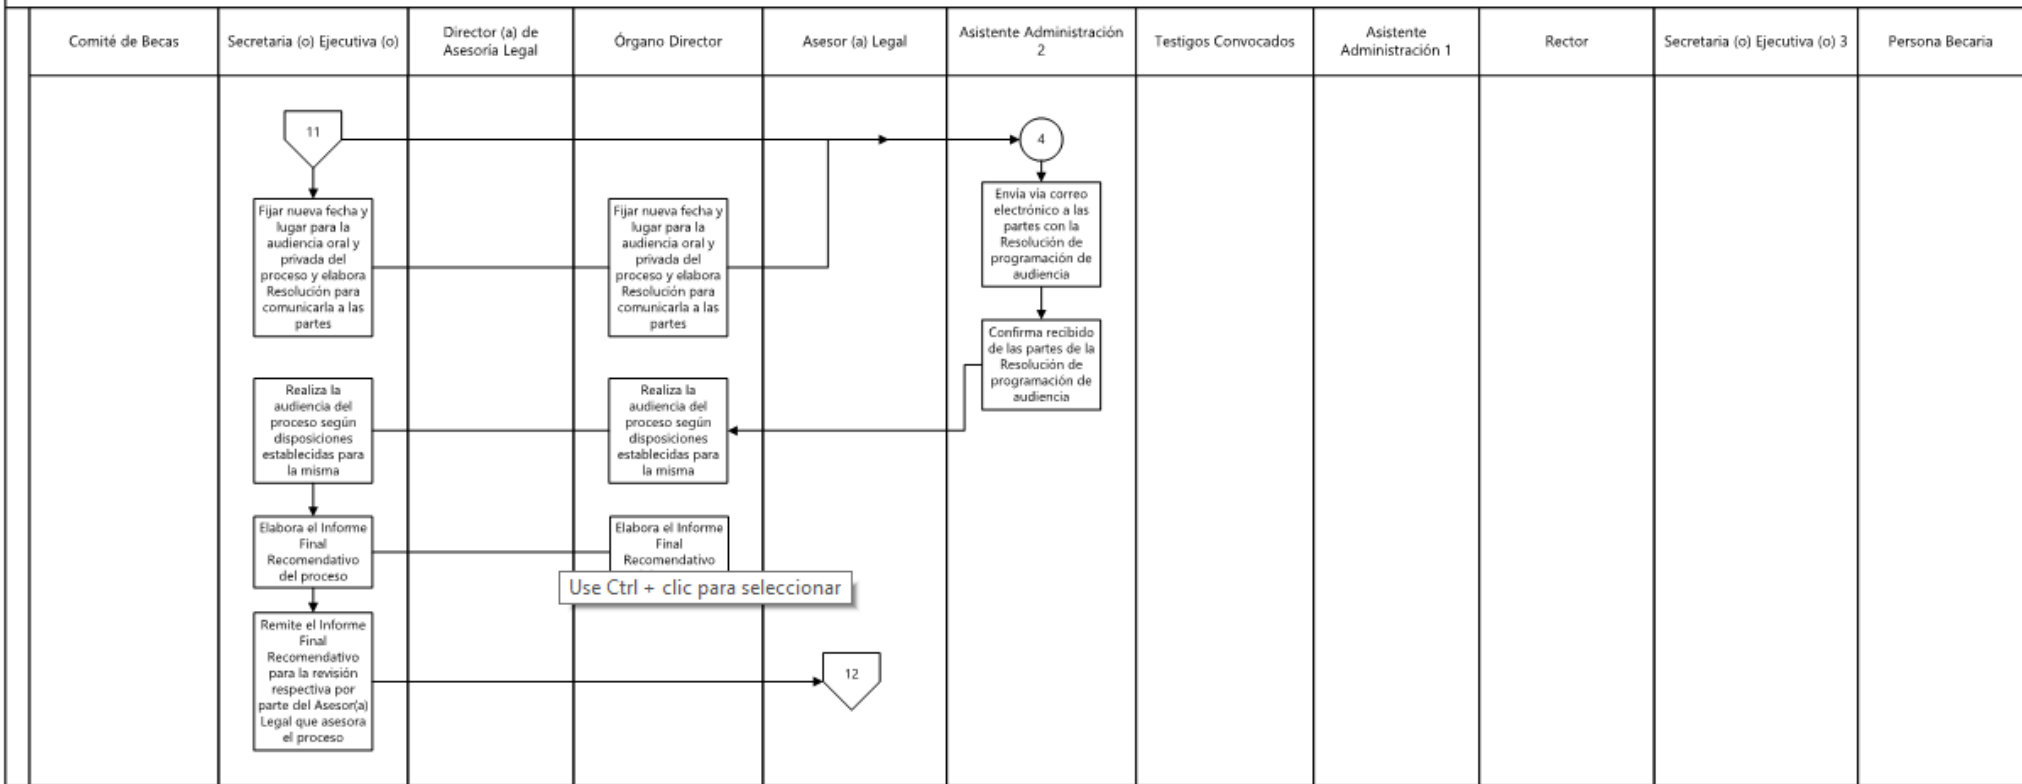 Comité de Becas
Secretaria (o) Ejecutiva (o)
Director (a) de
Asesoría Legal
Órgano Director
Asesor (a) Legal
Asistente Administración
2
Testigos Convocados
Asistente
Administración 1
Rector
Secretaria (o) Ejecutiva (o) 3
Persona Becaria
11
4
Fijar nueva fecha y
lugar para la
audiencia oral y
privada del
proceso y elabora
Resolución para
comunicarla a las
partes
Fijar nueva fecha y
lugar para la
audiencia oral y
privada del
proceso y elabora
Resolución para
comunicarla a las
partes
Envía vía correo
electrónico a las
partes con la
Resolución de
programación de
audiencia
Confirma recibido
de las partes de la
Resolución de
programación de
audiencia
Realiza la
audiencia del
proceso según
disposiciones
establecidas para
la misma
Realiza la
audiencia del
proceso según
disposiciones
establecidas para
la misma
Elabora el Informe
Final
Recomendativo
del proceso
Elabora el Informe
Final
Recomendativo
Use Ctrl + clic para seleccionar
Remite el Informe
Final
Recomendativo
para la revisión
respectiva por
parte del Asesor(a)
Legal que asesora
el proceso
12